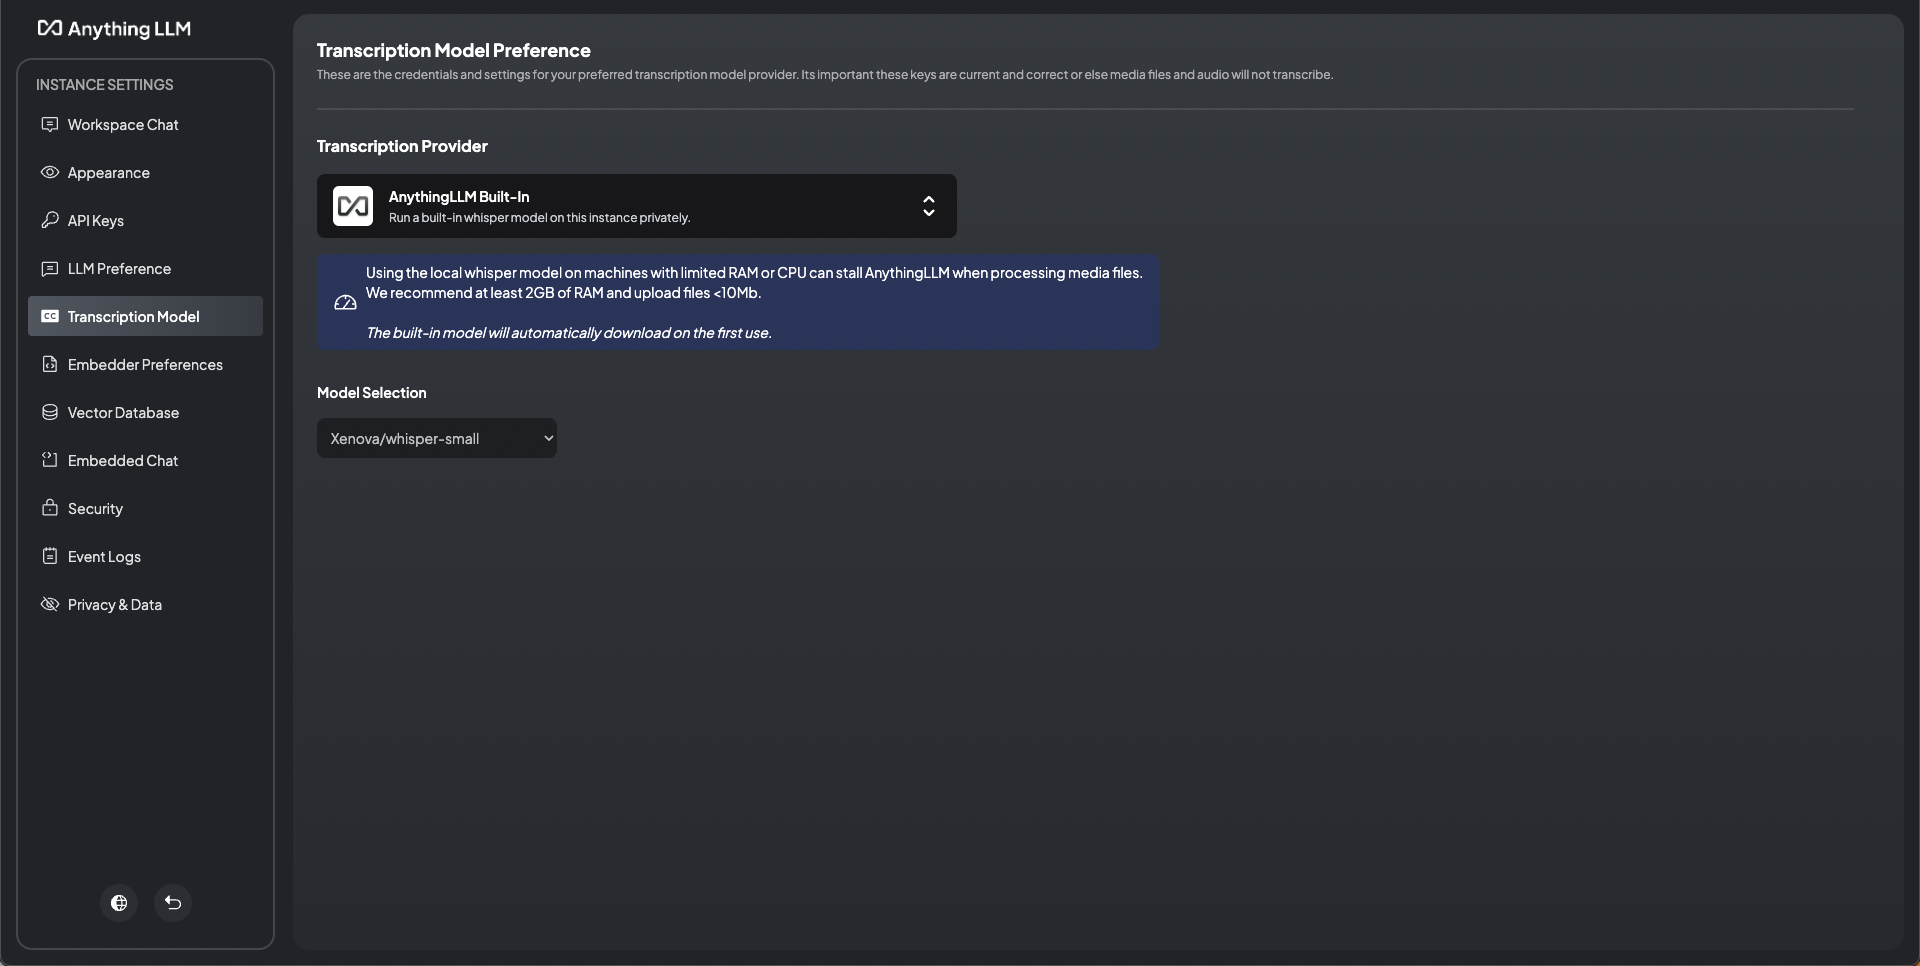 Anything LLM
INSTANCE SETTINGS
Workspace Chat
Appearance
API Keys
LLM Preference
CC Transcription Model
Embedder Preferences
Vector Database
Embedded Chat
Security
Event Logs
Privacy & Data
Transcription Model Preference
These are the credentials and settings for your preferred transcription model provider. Its important these keys are current and correct or else media files and audio will not transcribe.
Transcription Provider
AnythingLLM Built-In
Run a built-in whisper model on this instance privately.
Using the local whisper model on machines with limited RAM or CPU can stall AnythingLLM when processing media files.
We recommend at least 2GB of RAM and upload files <10Mb.
The built-in model will automatically download on the first use.
Model Selection
Xenova/whisper-small